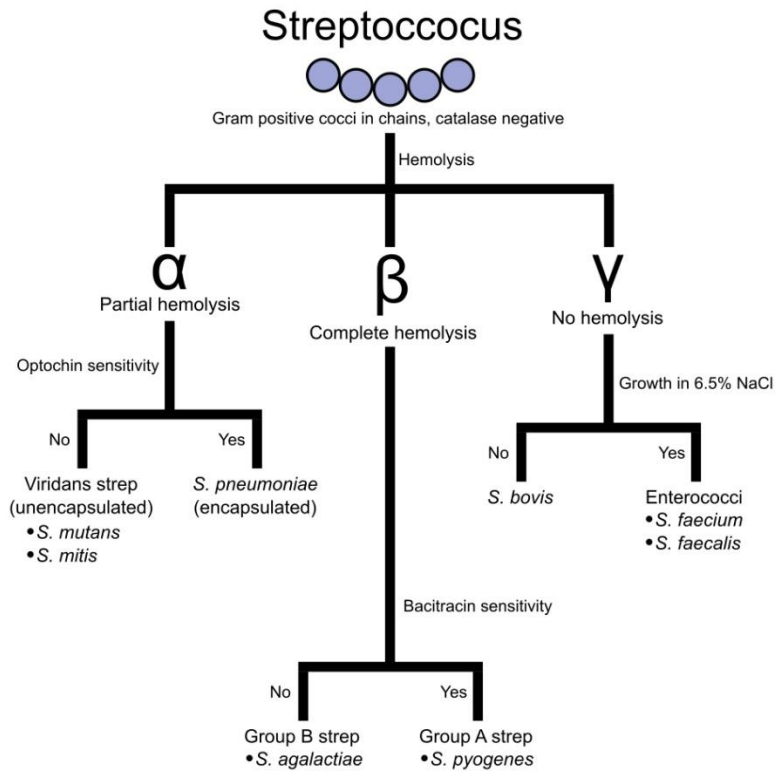 Streptoccocus
Gram positive cocci in chains, catalase negative
Hemolysis
α
Partial hemolysis
Optochin sensitivity
No
Yes
Viridans strep
(unencapsulated)
• S. mutans
• S. mitis
S. pneumoniae
(encapsulated)
β
Complete hemolysis
Bacitracin sensitivity
No
Yes
Group B strep
• S. agalactiae
Group A strep
• S. pyogenes
γ
No hemolysis
Growth in 6.5% NaCl
No
Yes
S. bovis
Enterococci
• S. faecium
• S. faecalis